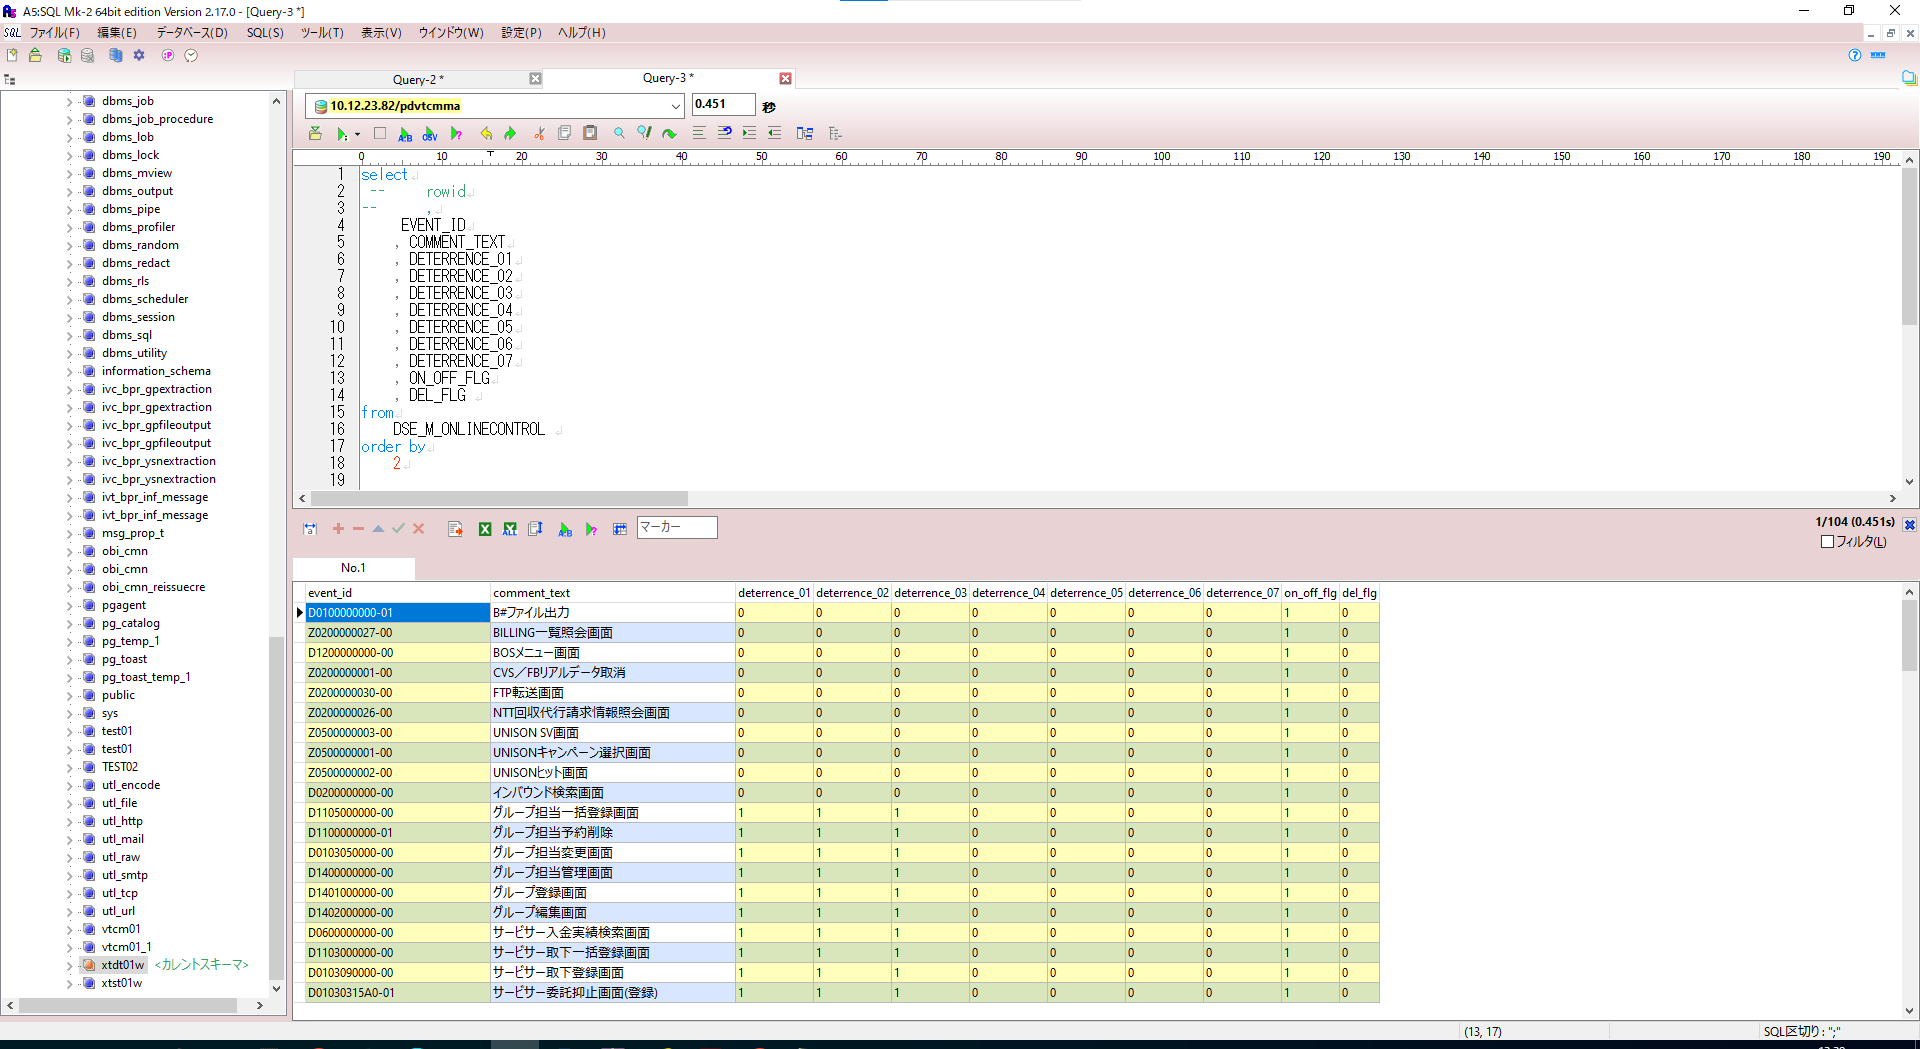 A5:SQL Mk-2 64bit edition Version 2.17.0 - [Query-3 *]
SQL ファイル(F) 編集(E) データベース(D) SQL(S) ツール(T) 表示(V) ウインドウ(W) 設定(P) ヘルプ(H)
Query-2 *
Query-3 *
10.12.23.82/pdvtcmma
0.451
秒
dbms_job
dbms_job_procedure
dbms_lob
dbms_lock
dbms_mview
dbms_output
dbms_pipe
dbms_profiler
dbms_random
dbms_redact
dbms_rls
dbms_scheduler
dbms_session
dbms_sql
dbms_utility
information_schema
ivc_bpr_gpextraction
ivc_bpr_gpextraction
ivc_bpr_gpfileoutput
ivc_bpr_gpfileoutput
ivc_bpr_ysnextraction
ivc_bpr_ysnextraction
ivt_bpr_inf_message
ivt_bpr_inf_message
msg_prop_t
obi_cmn
obi_cmn
obi_cmn_reissuecre
pgagent
pg_catalog
pg_temp_1
pg_toast
pg_toast_temp_1
public
sys
test01
test01
TEST02
utl_encode
utl_file
utl_http
utl_mail
utl_raw
utl_smtp
utl_tcp
utl_url
vtcm01
vtcm01_1
xtdt01w <カレントスキーマ>
xtst01w
0 10 20 30 40 50 60 70 80 90 100 110 120 130 140 150 160 170 180 190
1 select
2 -- rowid
3 -- ,
4 EVENT_ID
5 , COMMENT_TEXT
6 , DETERRENCE_01
7 , DETERRENCE_02
8 , DETERRENCE_03
9 , DETERRENCE_04
10 , DETERRENCE_05
11 , DETERRENCE_06
12 , DETERRENCE_07
13 , ON_OFF_FLG
14 , DEL_FLG
15 from
16 DSE_M_ONLINECONTROL
17 order by
18 2
19
マーカー
1/104 (0.451s)
フィルタ(L)
No.1
event_id comment_text deterrence_01 deterrence_02 deterrence_03 deterrence_04 deterrence_05 deterrence_06 deterrence_07 on_off_flg del_flg
D0100000000-01 B#ファイル出力 0 0 0 0 0 0 0 1 0
Z0200000027-00 BILLING一覧照会画面 0 0 0 0 0 0 0 1 0
D1200000000-00 BOSメニュー画面 0 0 0 0 0 0 0 1 0
Z0200000001-00 CVS／FBリアルデータ取消 0 0 0 0 0 0 0 1 0
Z0200000030-00 FTP転送画面 0 0 0 0 0 0 0 1 0
Z0200000026-00 NTT回収代行請求情報照会画面 0 0 0 0 0 0 0 1 0
Z0500000003-00 UNISON SV画面 0 0 0 0 0 0 0 1 0
Z0500000001-00 UNISONキャンペーン選択画面 0 0 0 0 0 0 0 1 0
Z0500000002-00 UNISONヒット画面 0 0 0 0 0 0 0 1 0
D0200000000-00 インバウンド検索画面 0 0 0 0 0 0 0 1 0
D1105000000-00 グループ担当一括登録画面 1 1 1 0 0 0 0 1 0
D1100000000-01 グループ担当予約削除 1 1 1 0 0 0 0 1 0
D0103050000-00 グループ担当変更画面 1 1 1 0 0 0 0 1 0
D1400000000-00 グループ担当管理画面 1 1 1 0 0 0 0 1 0
D1401000000-00 グループ登録画面 1 1 1 0 0 0 0 1 0
D1402000000-00 グループ編集画面 1 1 1 0 0 0 0 1 0
D0600000000-00 サービサー入金実績検索画面 1 1 1 0 0 0 0 1 0
D1103000000-00 サービサー取下一括登録画面 1 1 1 0 0 0 0 1 0
D0103090000-00 サービサー取下登録画面 1 1 1 0 0 0 0 1 0
D01030315A0-01 サービサー委託抑止画面(登録) 1 1 1 0 0 0 0 1 0
(13, 17)
SQL区切り: ";"